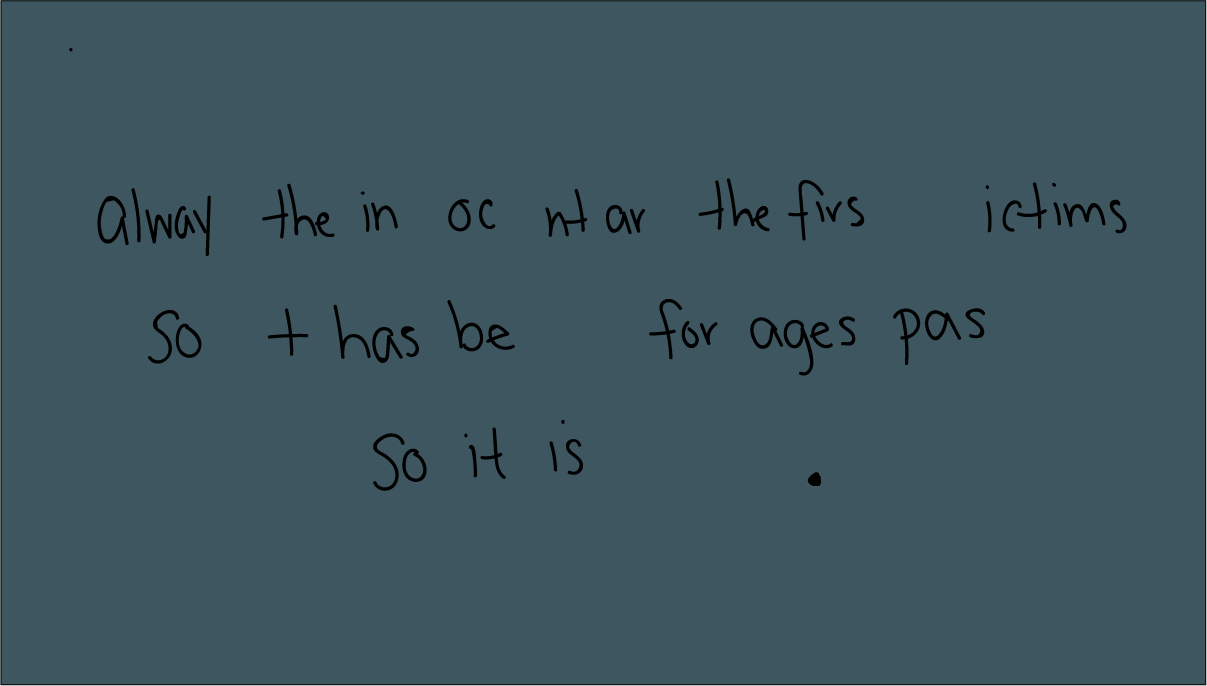 alway the in oc nt ar the firs ictims
So t has be for ages pas
So it is .